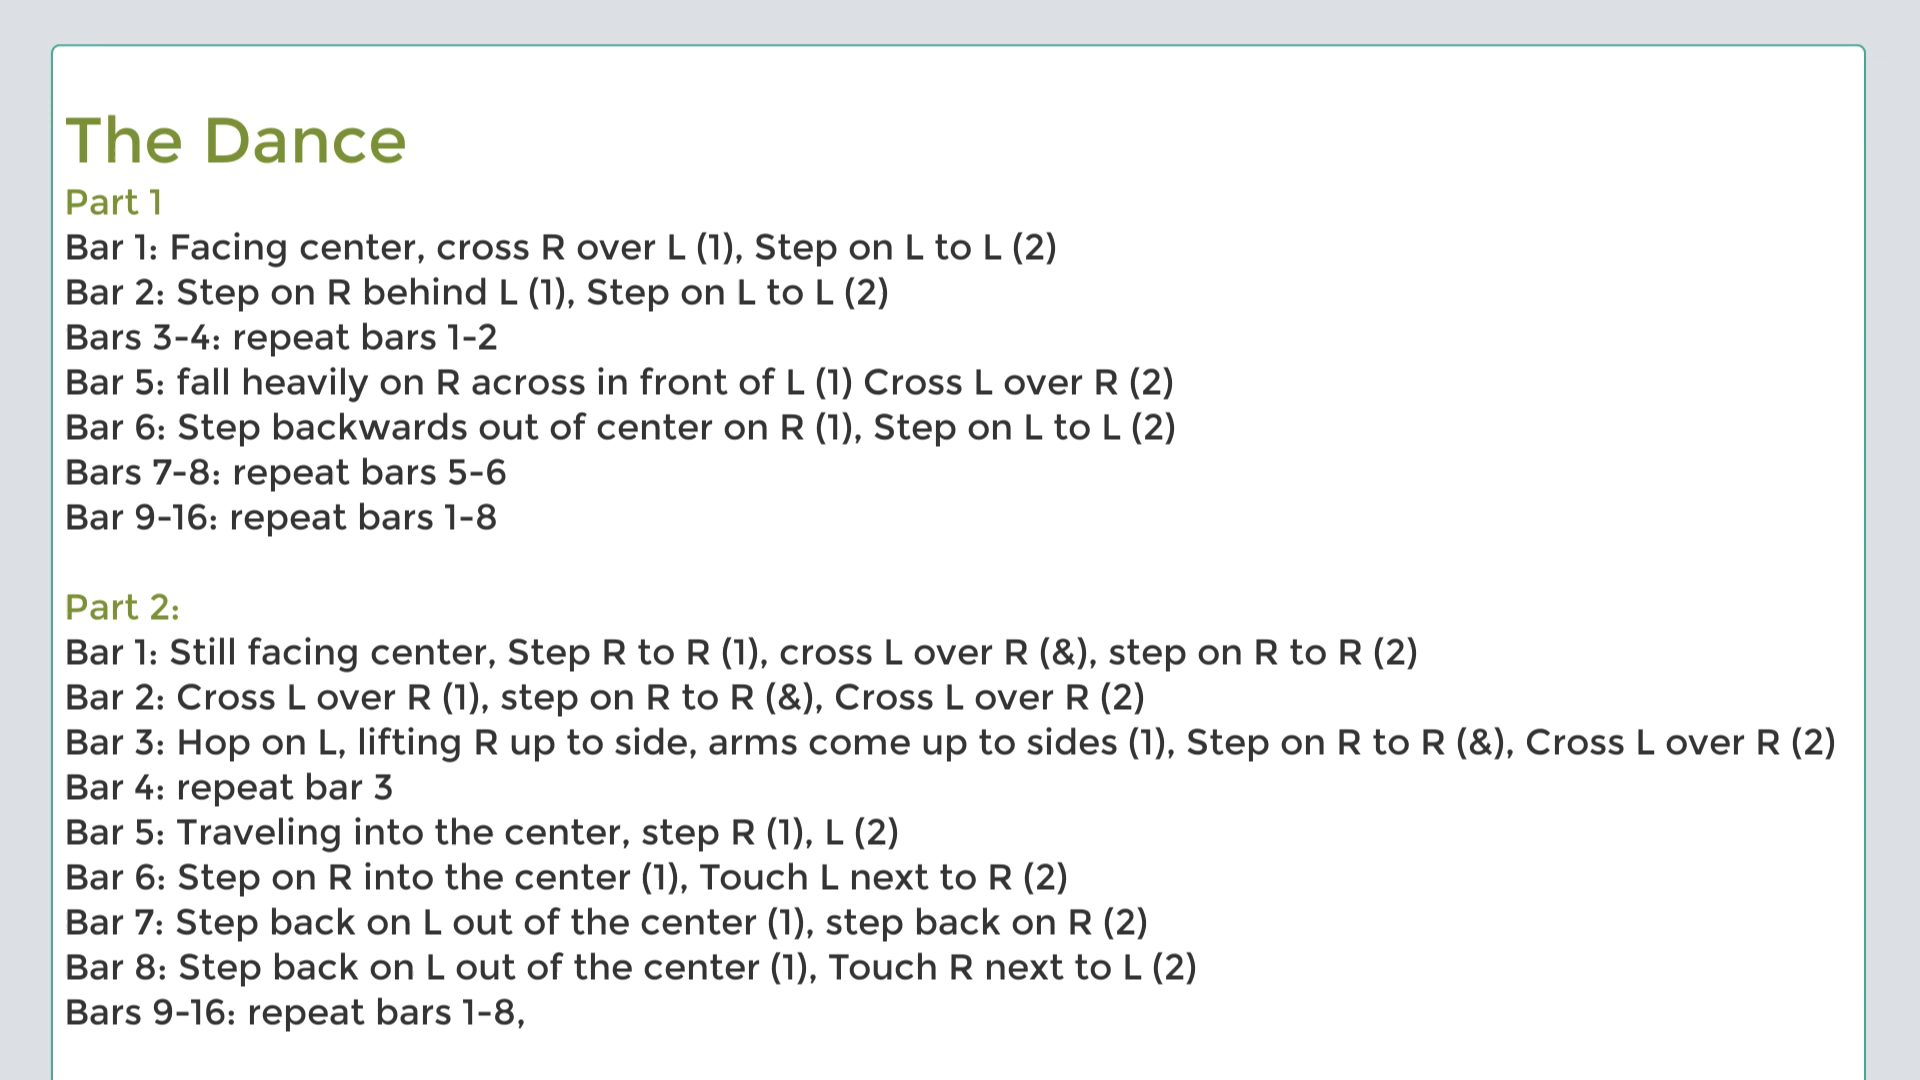 The Dance
Part 1
Bar 1: Facing center, cross R over L (1), Step on L to L (2)
Bar 2: Step on R behind L (1), Step on L to L (2)
Bars 3-4: repeat bars 1-2
Bar 5: fall heavily on R across in front of L (1) Cross L over R (2)
Bar 6: Step backwards out of center on R (1), Step on L to L (2)
Bars 7-8: repeat bars 5-6
Bar 9-16: repeat bars 1-8
Part 2:
Bar 1: Still facing center, Step R to R (1), cross L over R (&), step on R to R (2)
Bar 2: Cross L over R (1), step on R to R (&), Cross L over R (2)
Bar 3: Hop on L, lifting R up to side, arms come up to sides (1), Step on R to R (&), Cross L over R (2)
Bar 4: repeat bar 3
Bar 5: Traveling into the center, step R (1), L (2)
Bar 6: Step on R into the center (1), Touch L next to R (2)
Bar 7: Step back on L out of the center (1), step back on R (2)
Bar 8: Step back on L out of the center (1), Touch R next to L (2)
Bars 9-16: repeat bars 1-8,